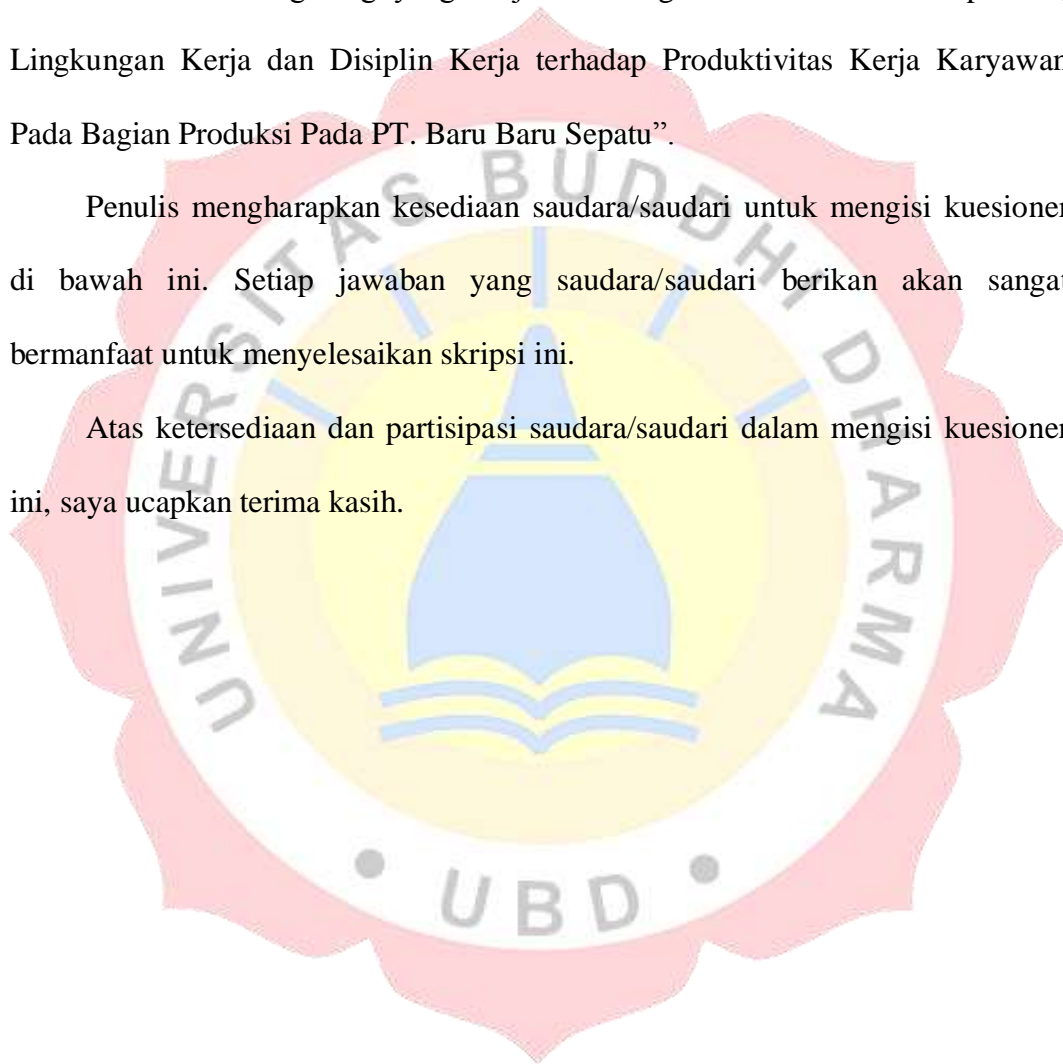 Lingkungan Kerja dan Disiplin Kerja terhadap Produktivitas Kerja Karyawan
Pada Bagian Produksi Pada PT. Baru Baru Sepatu”.
Penulis mengharapkan kesediaan saudara/saudari untuk mengisi kuesioner
di bawah ini. Setiap jawaban yang saudara/saudari berikan akan sangat
bermanfaat untuk menyelesaikan skripsi ini.
Atas ketersediaan dan partisipasi saudara/saudari dalam mengisi kuesioner
ini, saya ucapkan terima kasih.
UNIVERSITAS BUDDHI DHARMA
• UBD •